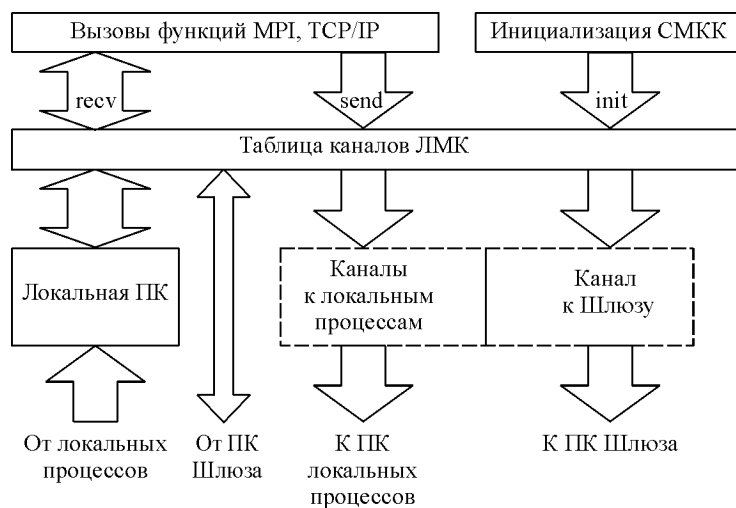 Вызовы функций MPI, TCP/IP
Инициализация СМКК
recv
send
init
Таблица каналов ЛМК
Локальная ПК
Каналы
к локальным
процессам
Канал
к Шлюзу
От локальных
процессов
От ПК
Шлюза
К ПК
локальных
процессов
К ПК Шлюза